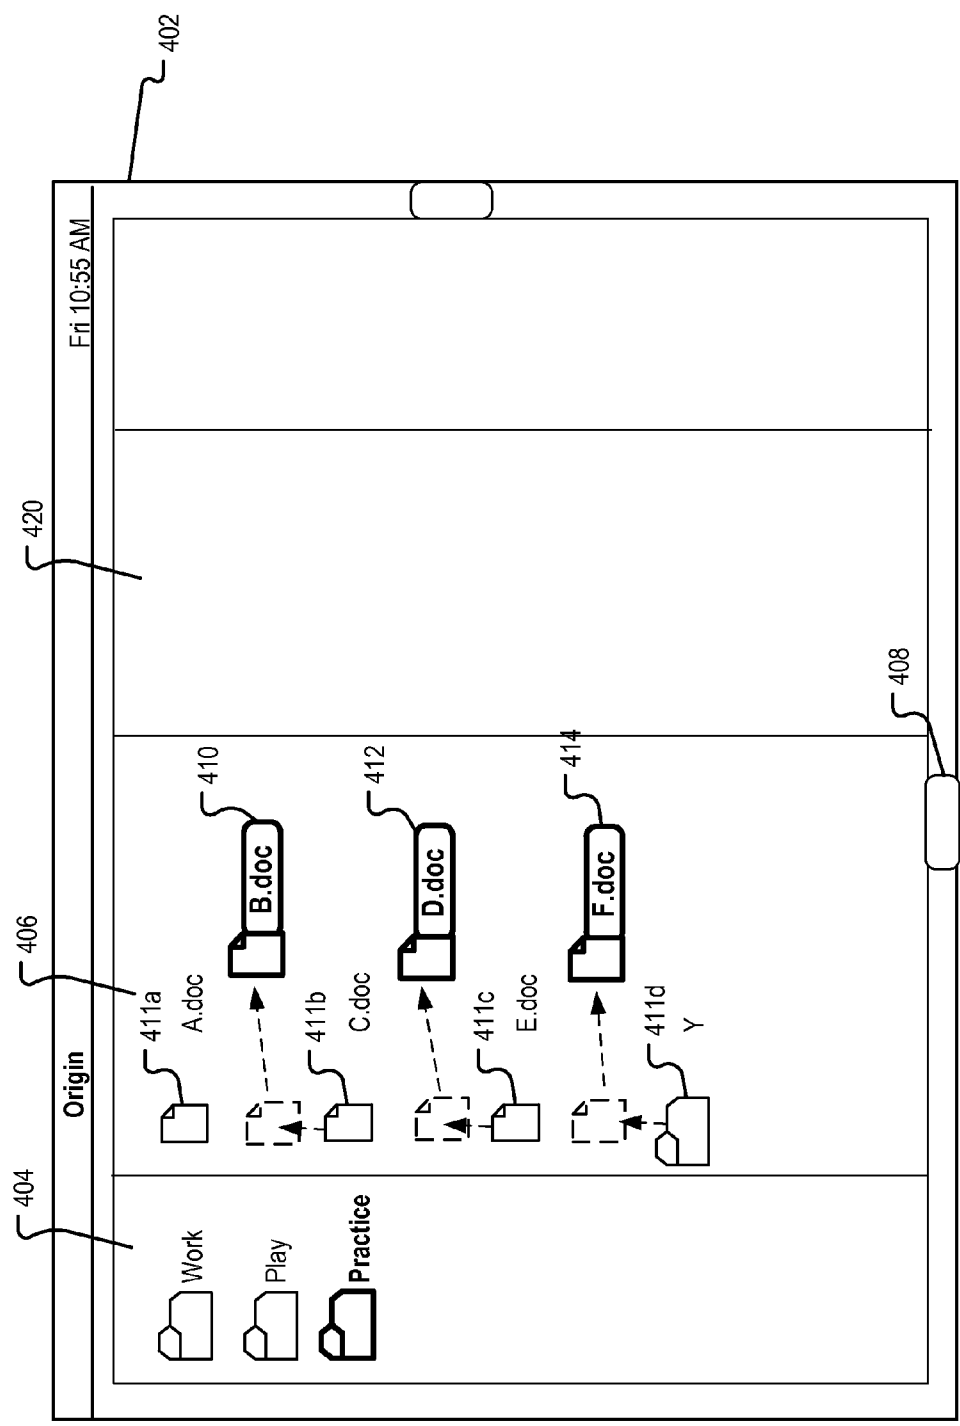 404
406
420
Origin
Fri 10:55 AM
402
Work
Play
Practice
411a
A.doc
410
B.doc
411b
C.doc
412
D.doc
411c
E.doc
414
F.doc
411d
Y
408